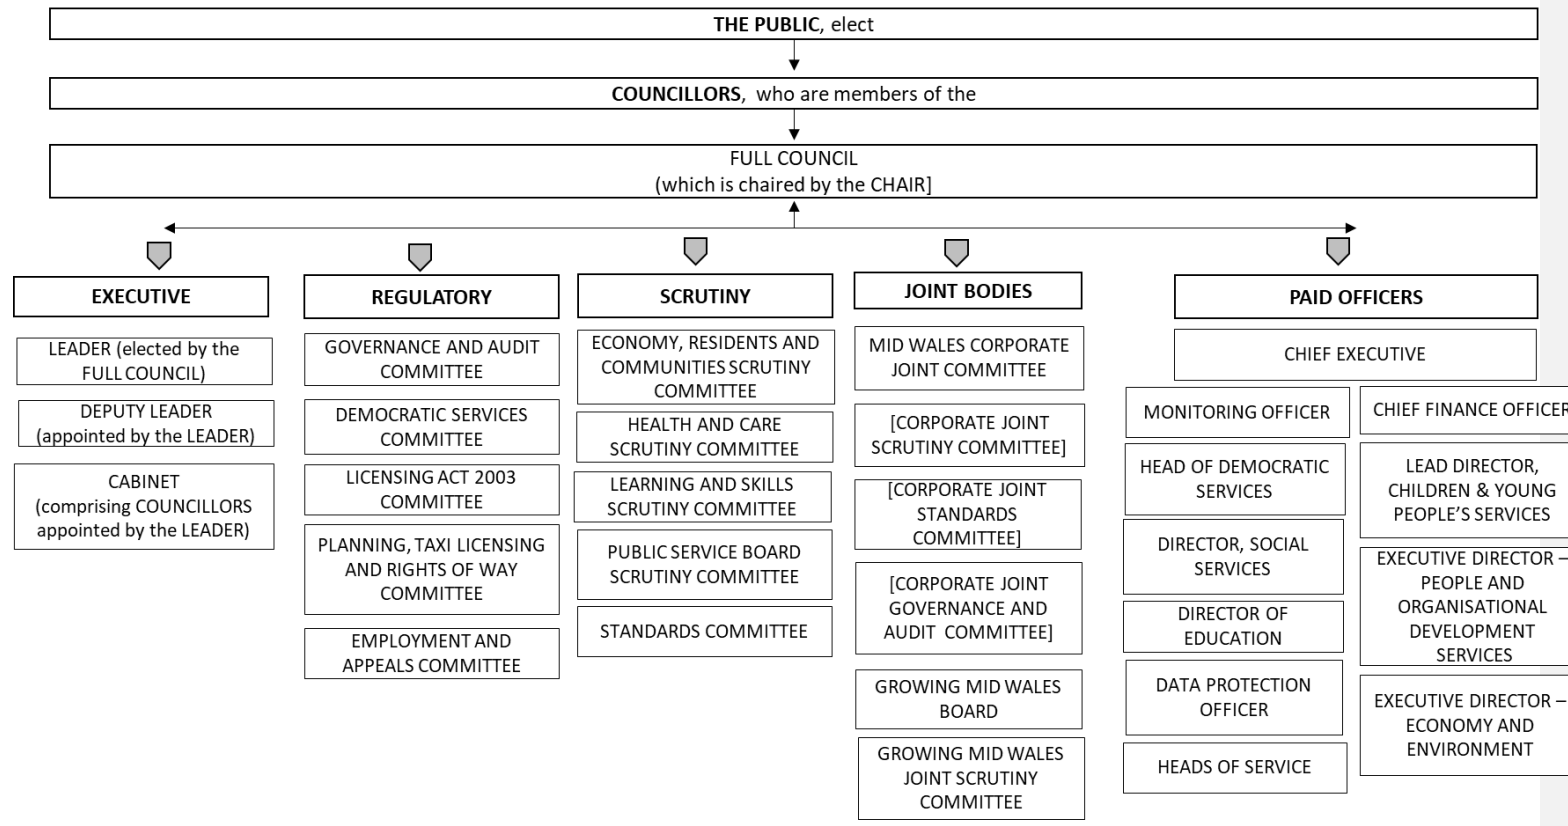 THE PUBLIC, elect
COUNCILLORS,  who are members of the
FULL COUNCIL
(which is chaired by the CHAIR]
EXECUTIVE
LEADER (elected by the
FULL COUNCIL)
DEPUTY LEADER
(appointed by the LEADER)
CABINET
(comprising COUNCILLORS
appointed by the LEADER)
REGULATORY
GOVERNANCE AND AUDIT
COMMITTEE
DEMOCRATIC SERVICES
COMMITTEE
LICENSING ACT 2003
COMMITTEE
PLANNING, TAXI LICENSING
AND RIGHTS OF WAY
COMMITTEE
EMPLOYMENT AND
APPEALS COMMITTEE
SCRUTINY
ECONOMY, RESIDENTS AND
COMMUNITIES SCRUTINY
COMMITTEE
HEALTH AND CARE
SCRUTINY COMMITTEE
LEARNING AND SKILLS
SCRUTINY COMMITTEE
PUBLIC SERVICE BOARD
SCRUTINY COMMITTEE
STANDARDS COMMITTEE
JOINT BODIES
MID WALES CORPORATE
JOINT COMMITTEE
[CORPORATE JOINT
SCRUTINY COMMITTEE]
[CORPORATE JOINT
STANDARDS
COMMITTEE]
[CORPORATE JOINT
GOVERNANCE AND
AUDIT  COMMITTEE]
GROWING MID WALES
BOARD
GROWING MID WALES
JOINT SCRUTINY
COMMITTEE
PAID OFFICERS
CHIEF EXECUTIVE
MONITORING OFFICER
HEAD OF DEMOCRATIC
SERVICES
DIRECTOR, SOCIAL
SERVICES
DIRECTOR OF
EDUCATION
DATA PROTECTION
OFFICER
HEADS OF SERVICE
CHIEF FINANCE OFFICER
LEAD DIRECTOR,
CHILDREN & YOUNG
PEOPLE'S SERVICES
EXECUTIVE DIRECTOR –
PEOPLE AND
ORGANISATIONAL
DEVELOPMENT
SERVICES
EXECUTIVE DIRECTOR –
ECONOMY AND
ENVIRONMENT